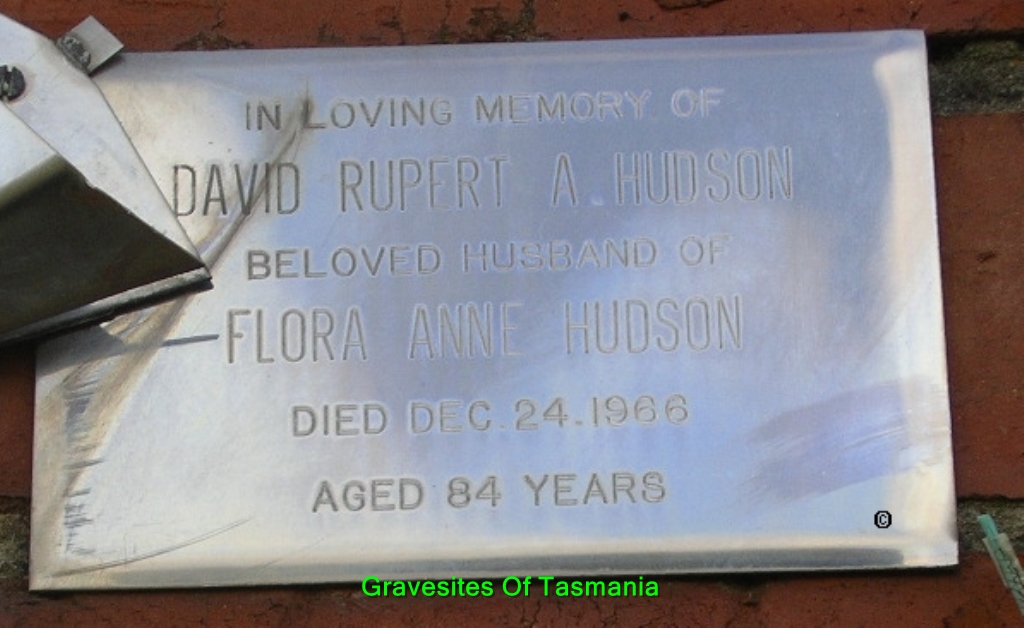 IN LOVING MEMORY OF
DAVID RUPERT A. HUDSON
BELOVED HUSBAND OF
FLORA ANNE HUDSON
DIED DEC. 24.1966
AGED 84 YEARS
©
Gravesites Of Tasmania